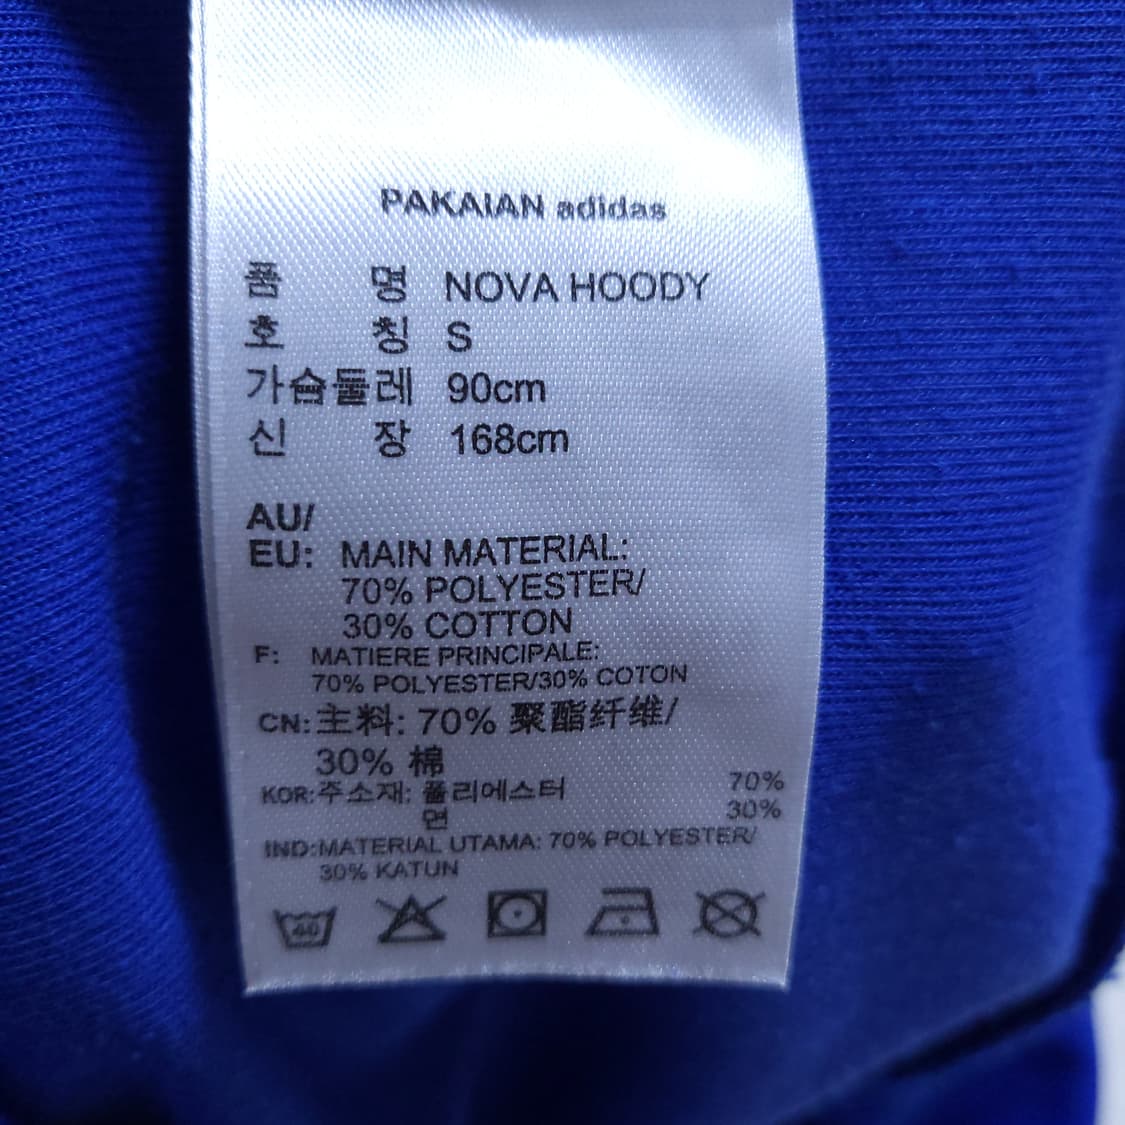 PAKAIAN adidas
품 명 NOVA HOODY
호 칭 S
가슴둘레 90cm
신 장 168cm
AU/
EU: MAIN MATERIAL:
70% POLYESTER/
30% COTTON
F: MATIERE PRINCIPALE:
70% POLYESTER/30% COTON
CN:主料: 70% 聚酯纤维/
30% 棉
KOR:주소재: 폴리에스터 70%
면 30%
IND:MATERIAL UTAMA: 70% POLYESTER/
30% KATUN
40